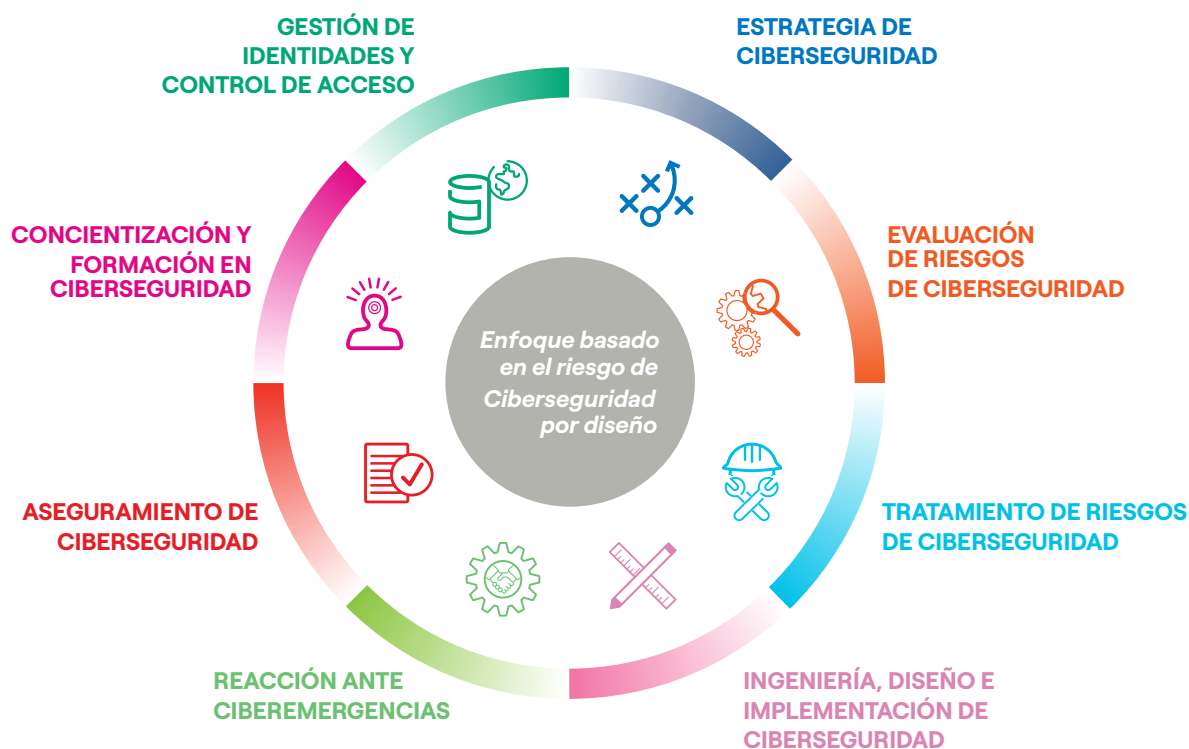 GESTIÓN DE
IDENTIDADES Y
CONTROL DE ACCESO
ESTRATEGIA DE
CIBERSEGURIDAD
CONCIENTIZACIÓN Y
FORMACIÓN EN
CIBERSEGURIDAD
EVALUACIÓN
DE RIESGOS
DE CIBERSEGURIDAD
Enfoque basado
en el riesgo de
Ciberseguridad
por diseño
ASEGURAMIENTO DE
CIBERSEGURIDAD
TRATAMIENTO DE RIESGOS
DE CIBERSEGURIDAD
REACCIÓN ANTE
CIBEREMERGENCIAS
INGENIERÍA, DISEÑO E
IMPLEMENTACIÓN DE
CIBERSEGURIDAD